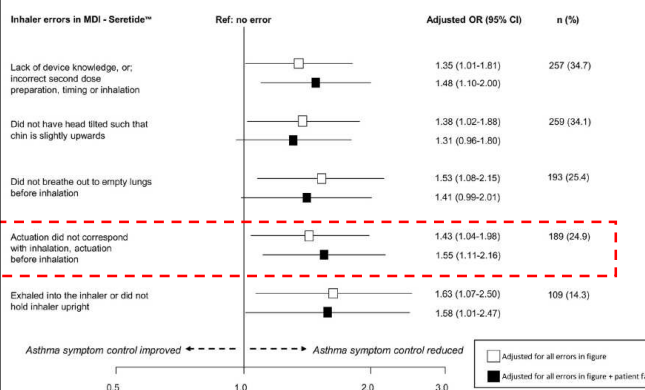 Inhaler errors in MDI - Seretide™ Ref: no error Adjusted OR (95% CI) n (%)
Lack of device knowledge, or;
incorrect second dose
preparation, timing or inhalation
1.35 (1.01-1.81) 257 (34.7)
1.48 (1.10-2.00)
Did not have head tilted such that
chin is slightly upwards
1.38 (1.02-1.88) 259 (34.1)
1.31 (0.96-1.80)
Did not breathe out to empty lungs
before inhalation
1.53 (1.08-2.15) 193 (25.4)
1.41 (0.99-2.01)
Actuation did not correspond
with inhalation, actuation
before inhalation
1.43 (1.04-1.98) 189 (24.9)
1.55 (1.11-2.16)
Exhaled into the inhaler or did not
hold inhaler upright
1.63 (1.07-2.50) 109 (14.3)
1.58 (1.01-2.47)
Asthma symptom control improved Asthma symptom control reduced
0.5 1.0 2.0 3.0
Adjusted for all errors in figure
Adjusted for all errors in figure + patient fa